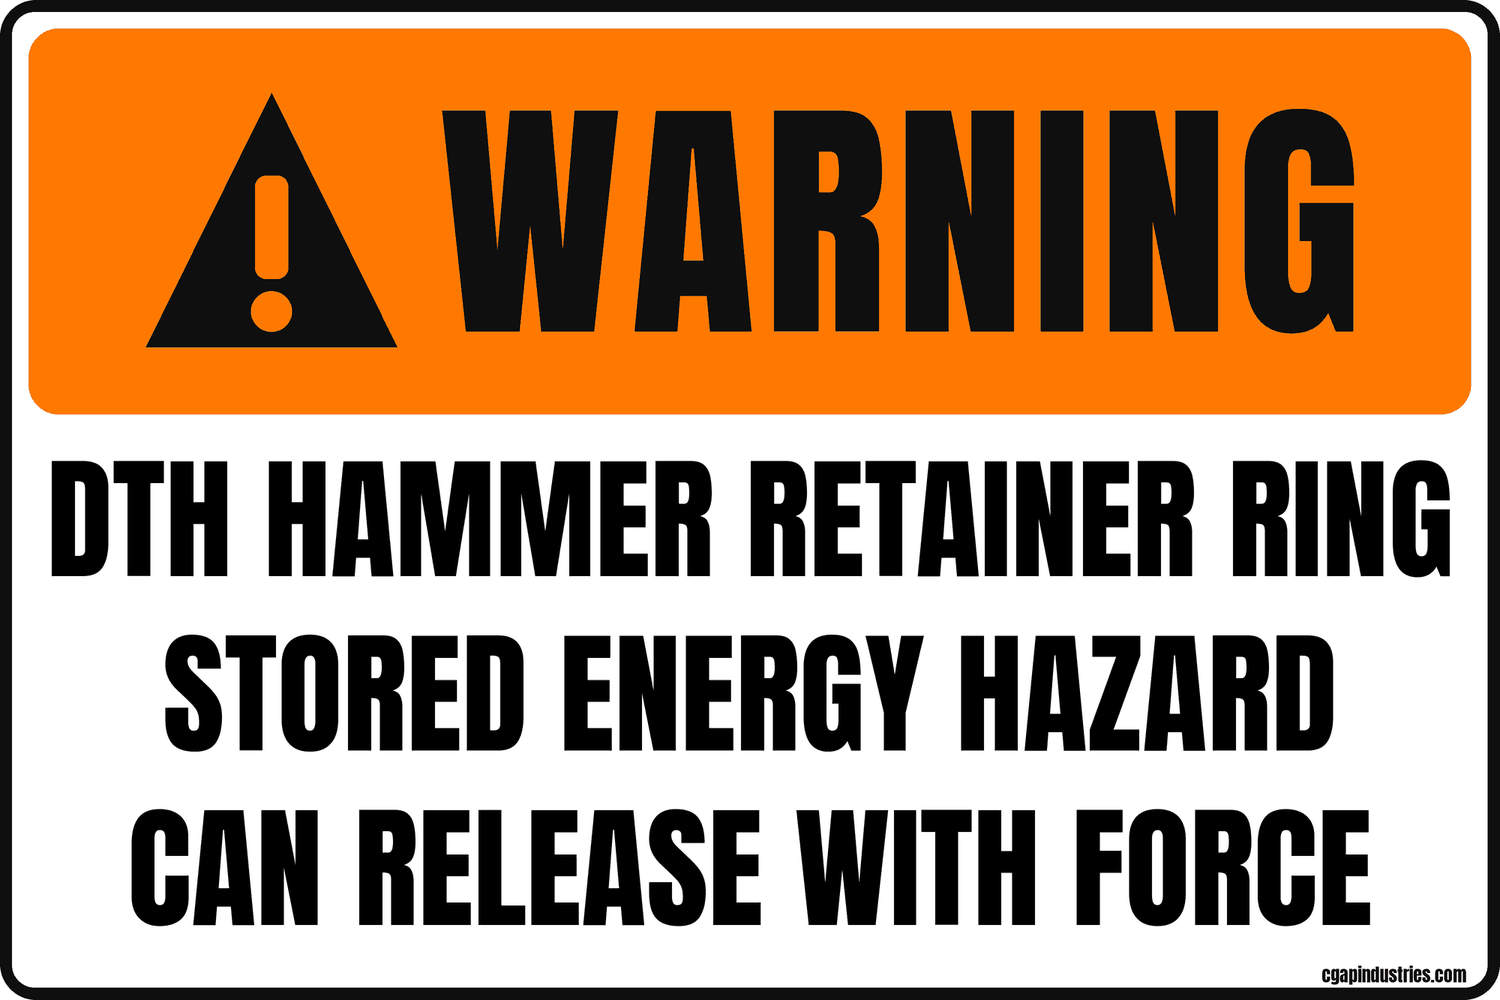 WARNING
DTH HAMMER RETAINER RING
STORED ENERGY HAZARD
CAN RELEASE WITH FORCE
cgapindustries.com